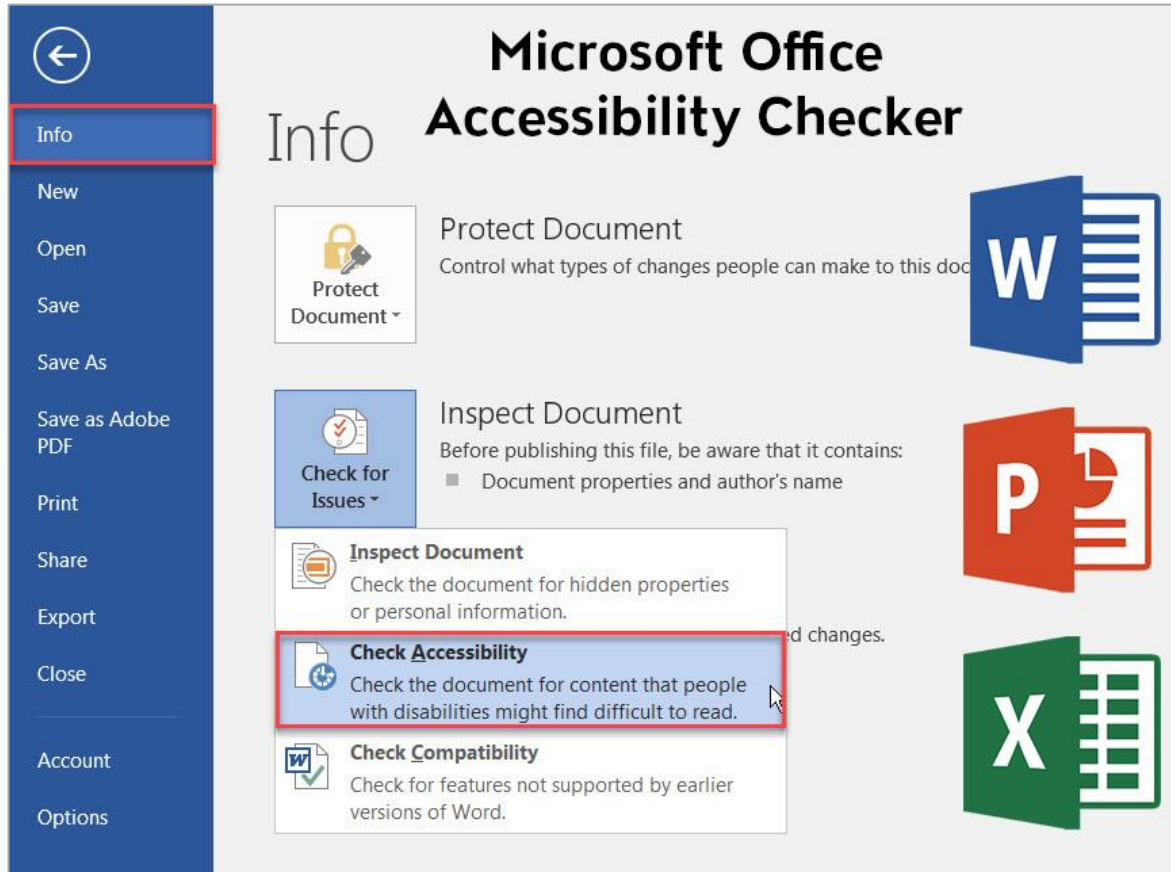 Microsoft Office
Accessibility Checker
Info
Info
New
Open
Save
Save As
Save as Adobe
PDF
Print
Share
Export
Close
Account
Options
Protect
Document
Protect Document
Control what types of changes people can make to this doc
Check for
Issues
Inspect Document
Before publishing this file, be aware that it contains:
Document properties and author's name
Inspect Document
Check the document for hidden properties
or personal information.
ed changes.
Check Accessibility
Check the document for content that people
with disabilities might find difficult to read.
W
Check Compatibility
Check for features not supported by earlier
versions of Word.
W
P
X